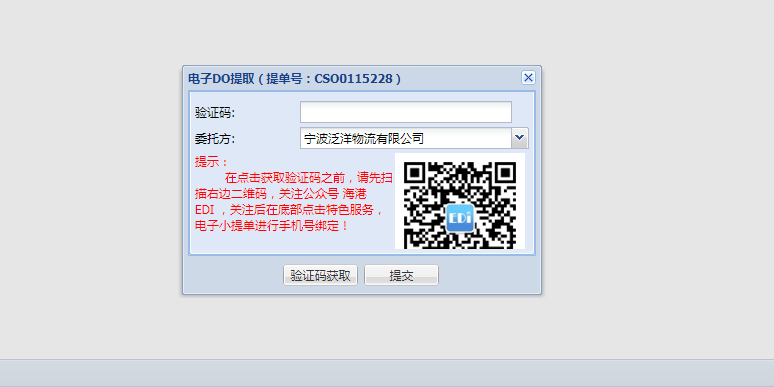 电子DO提取（提单号：CSO0115228）
验证码:
委托方: 宁波泛洋物流有限公司
提示：
在点击获取验证码之前，请先扫
描右边二维码，关注公众号 海港
EDI ，关注后在底部点击特色服务，
电子小提单进行手机号绑定！
EDi
验证码获取 提交